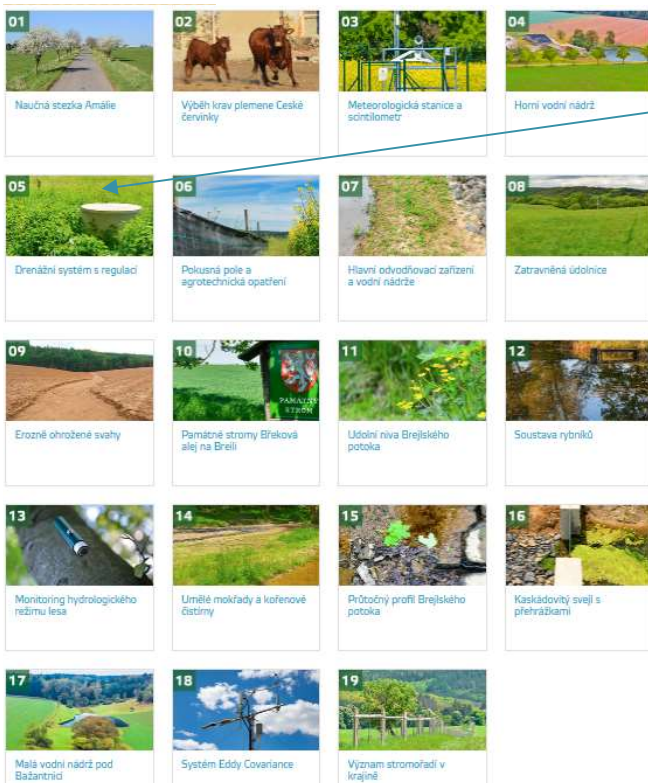 01
02
03
04
Naučná stezka Amálie
Výběh krav plemene České
červinky
Meteorologická stanice a
scintilometr
Horní vodní nádrž
05
06
07
08
Drenážní systém s regulací
Pokusná pole a
agrotechnická opatření
Hlavní odvodňovací zařízení
a vodní nádrže
Zatravněná údolnice
09
10
PAMÁTNÝ
STROM
11
12
Erozně ohrožené svahy
Památné stromy Břeková
alej na Brejli
Údolní niva Brejlského
potoka
Soustava rybníků
13
14
15
16
Monitoring hydrologického
režimu lesa
Umělé mokřady a kořenové
čistírny
Průtočný profil Brejlského
potoka
Kaskádovitý svejl s
přehrážkami
17
18
19
Malá vodní nádrž pod
Bažantnicí
Systém Eddy Covariance
Význam stromořadí v
krajině